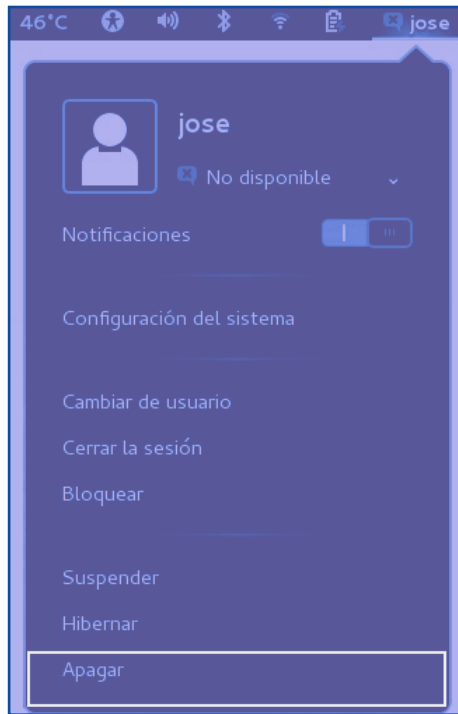 46°C jose
jose
No disponible
Notificaciones
Configuración del sistema
Cambiar de usuario
Cerrar la sesión
Bloquear
Suspender
Hibernar
Apagar